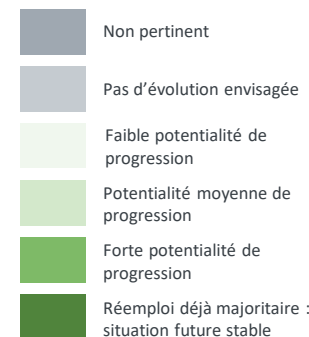 Non pertinent
Pas d’évolution envisagée
Faible potentialité de
progression
Potentialité moyenne de
progression
Forte potentialité de
progression
Réemploi déjà majoritaire :
situation future stable